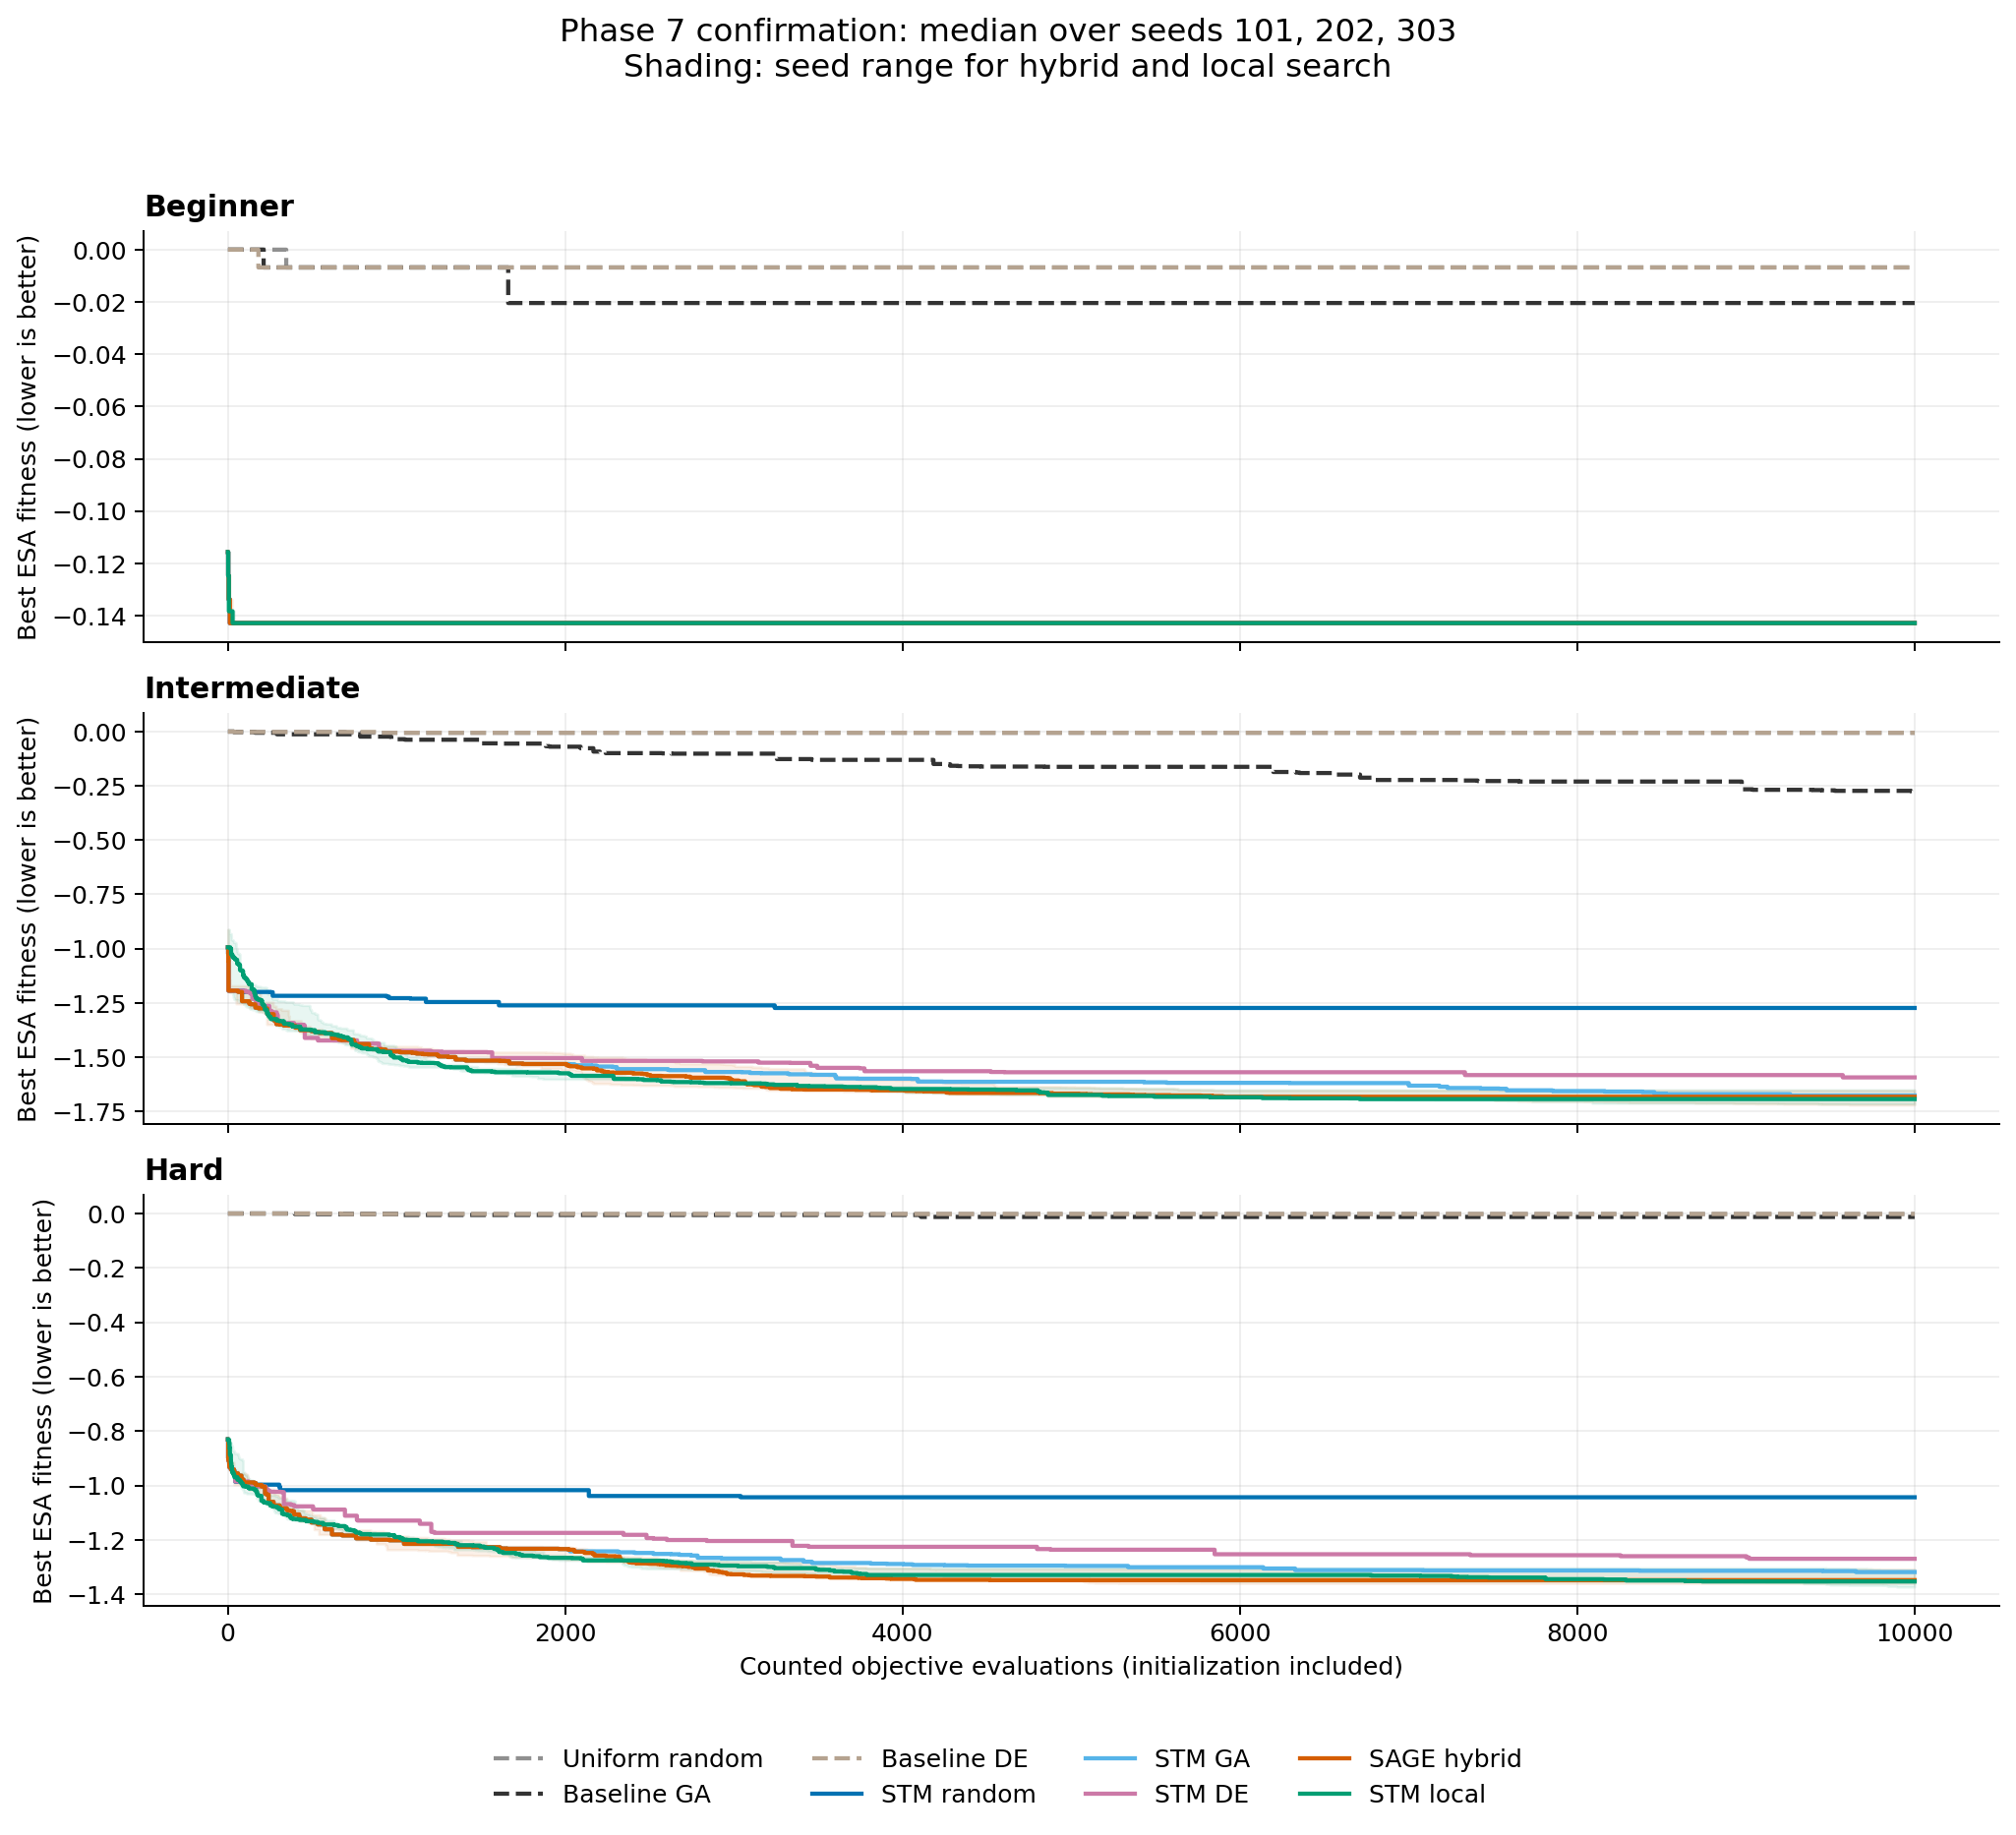 Phase 7 confirmation: median over seeds 101, 202, 303
Shading: seed range for hybrid and local search
Beginner
Best ESA fitness (lower is better)
0.00
−0.02
−0.04
−0.06
−0.08
−0.10
−0.12
−0.14
Intermediate
Best ESA fitness (lower is better)
0.00
−0.25
−0.50
−0.75
−1.00
−1.25
−1.50
−1.75
Hard
Best ESA fitness (lower is better)
0.0
−0.2
−0.4
−0.6
−0.8
−1.0
−1.2
−1.4
0 2000 4000 6000 8000 10000
Counted objective evaluations (initialization included)
Uniform random Baseline DE STM GA SAGE hybrid
Baseline GA STM random STM DE STM local